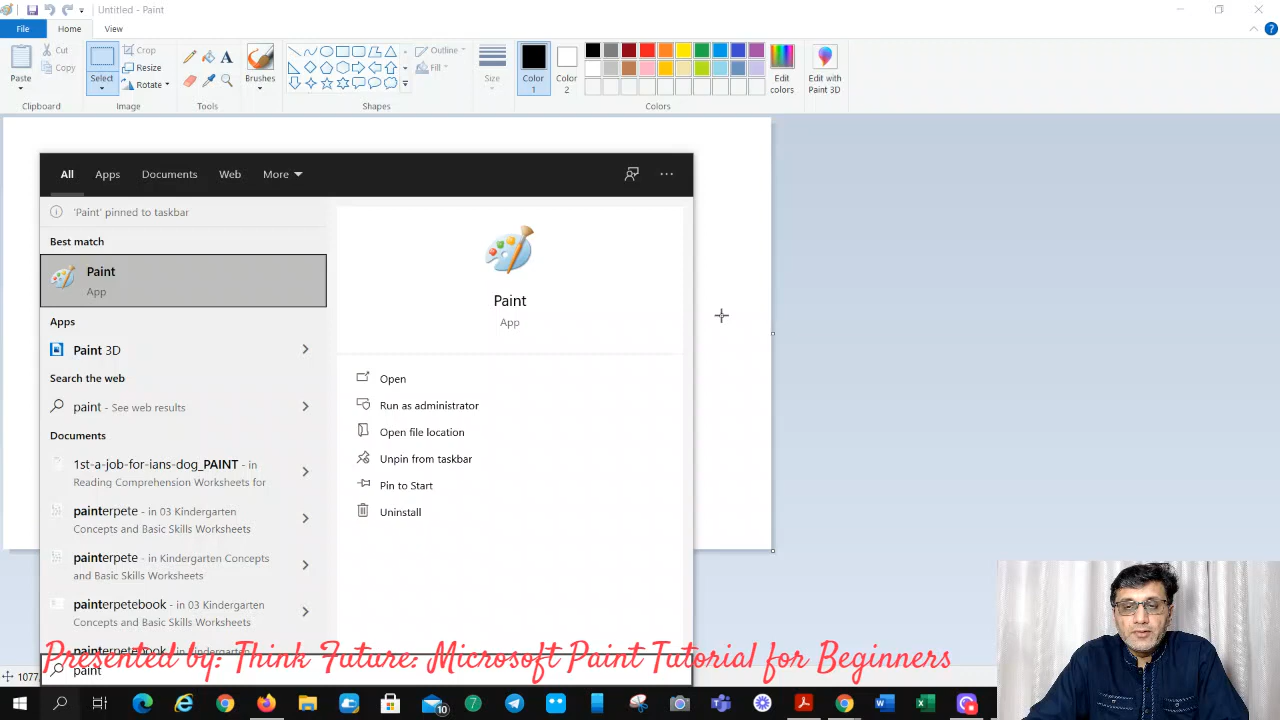 Untitled - Paint
File Home View
Paste
Cut
Copy
Clipboard
Select
Crop
Resize
Rotate
Image
Tools
Brushes
Shapes
Outline
Fill
Size
Color 1
Color 2
Edit colors
Colors
Edit with Paint 3D
All Apps Documents Web More
'Paint' pinned to taskbar
Best match
Paint
App
Apps
Paint 3D
Search the web
paint - See web results
Documents
1st-a-job-for-ians-dog_PAINT - in
Reading Comprehension Worksheets for
painterpete - in 03 Kindergarten
Concepts and Basic Skills Worksheets
painterpete - in Kindergarten Concepts
and Basic Skills Worksheets
painterpetebook - in 03 Kindergarten
Concepts and Basic Skills Worksheets
painterpetebook - in Kindergarten
Paint
App
Open
Run as administrator
Open file location
Unpin from taskbar
Pin to Start
Uninstall
Presented by: Think Future: Microsoft Paint Tutorial for Beginners
paint
10